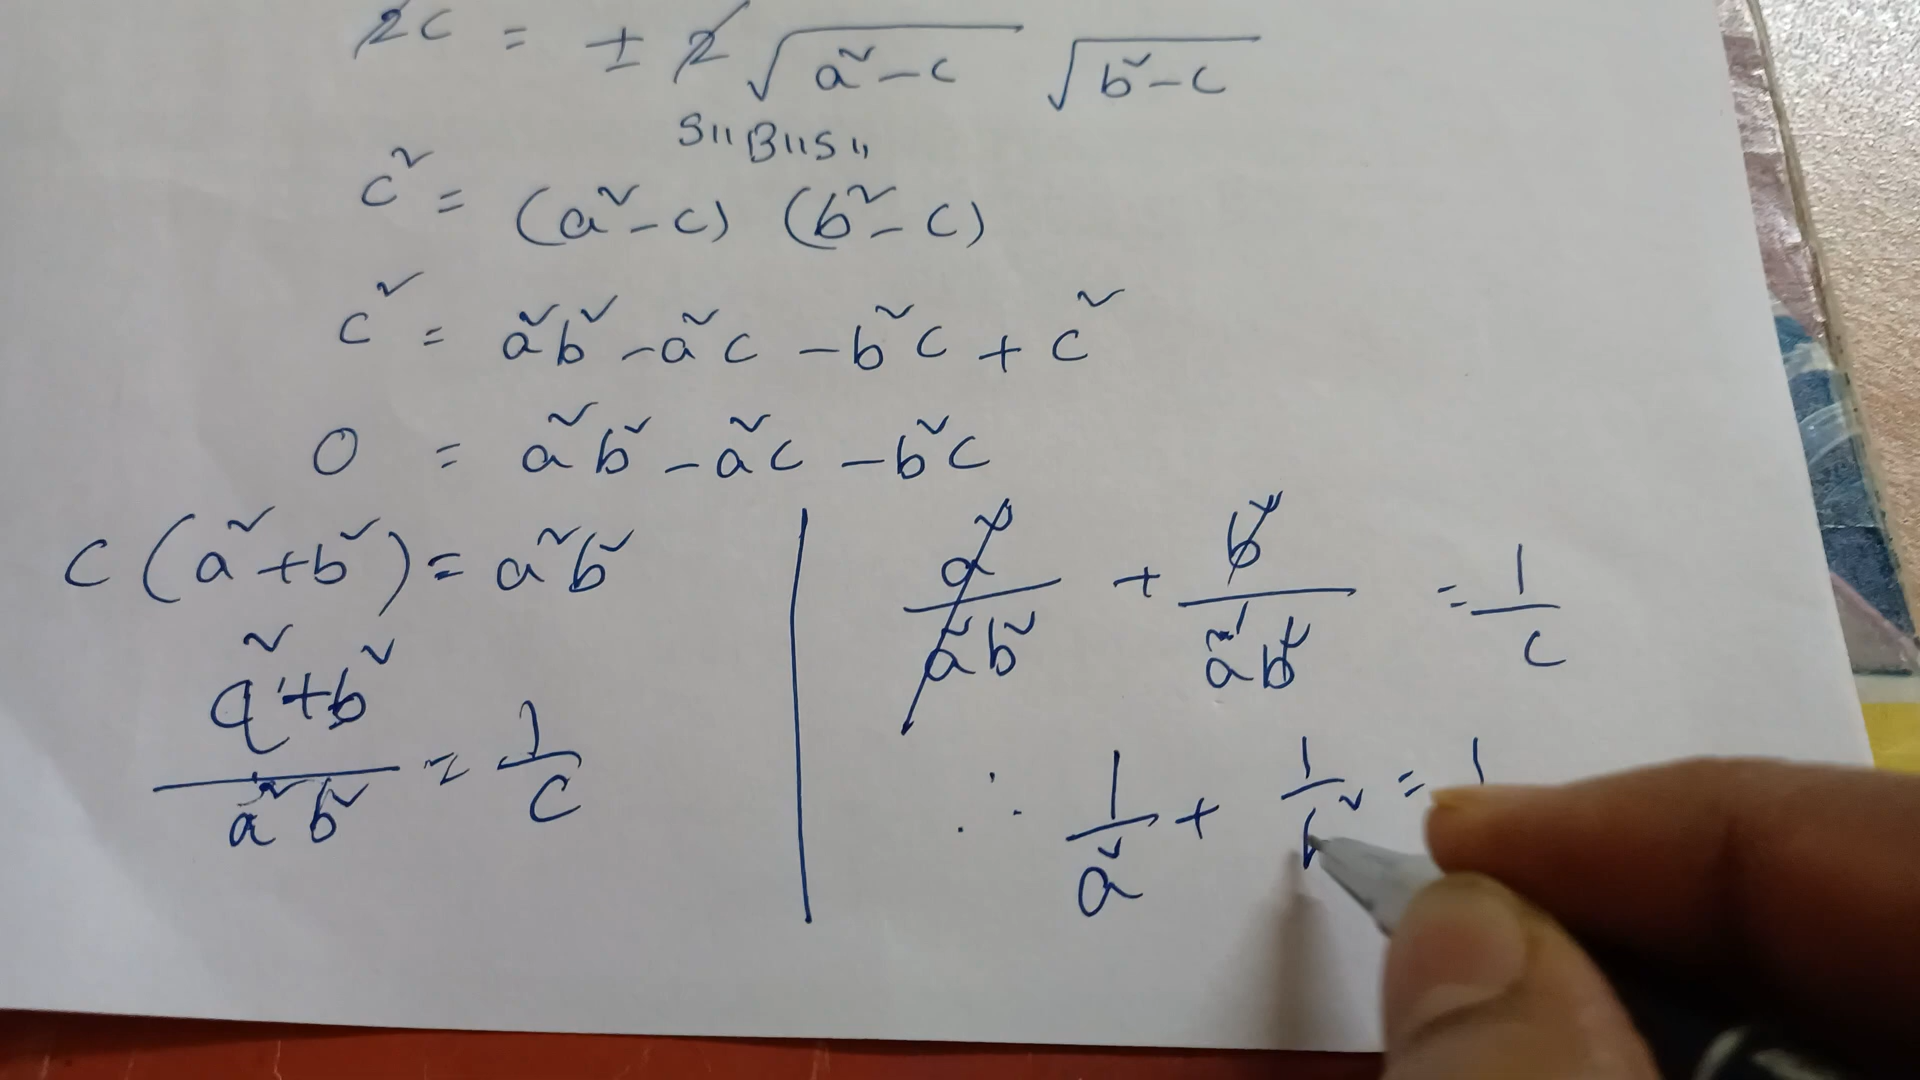 2c = ± 2 √(a² − c) √(b² − c)
S"B"S"
c² = (a² − c) (b² − c)
c² = a²b² − a²c − b²c + c²
0 = a²b² − a²c − b²c
c (a² + b²) = a²b²
(a² + b²)/(a²b²) = 1/c
a²/(a²b²) + b²/(a²b²) = 1/c
∴ 1/a² + 1/b² = 1